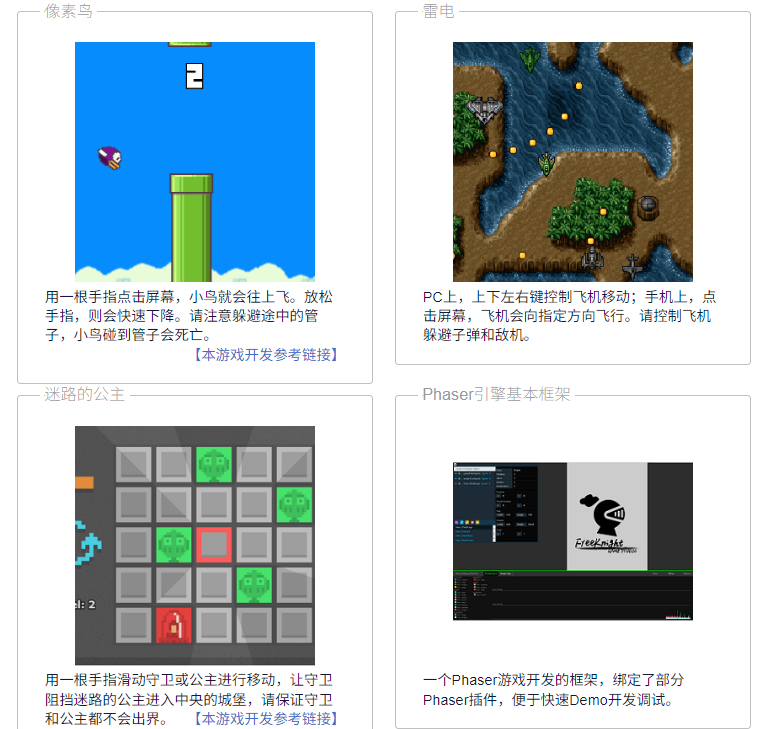 像素鸟
2
用一根手指点击屏幕，小鸟就会往上飞。放松
手指，则会快速下降。请注意躲避途中的管
子，小鸟碰到管子会死亡。
【本游戏开发参考链接】
雷电
PC上，上下左右键控制飞机移动；手机上，点
击屏幕，飞机会向指定方向飞行。请控制飞机
躲避子弹和敌机。
迷路的公主
el: 2
用一根手指滑动守卫或公主进行移动，让守卫
阻挡迷路的公主进入中央的城堡，请保证守卫
和公主都不会出界。 【本游戏开发参考链接】
Phaser引擎基本框架
FreeKnight
一个Phaser游戏开发的框架，绑定了部分
Phaser插件，便于快速Demo开发调试。